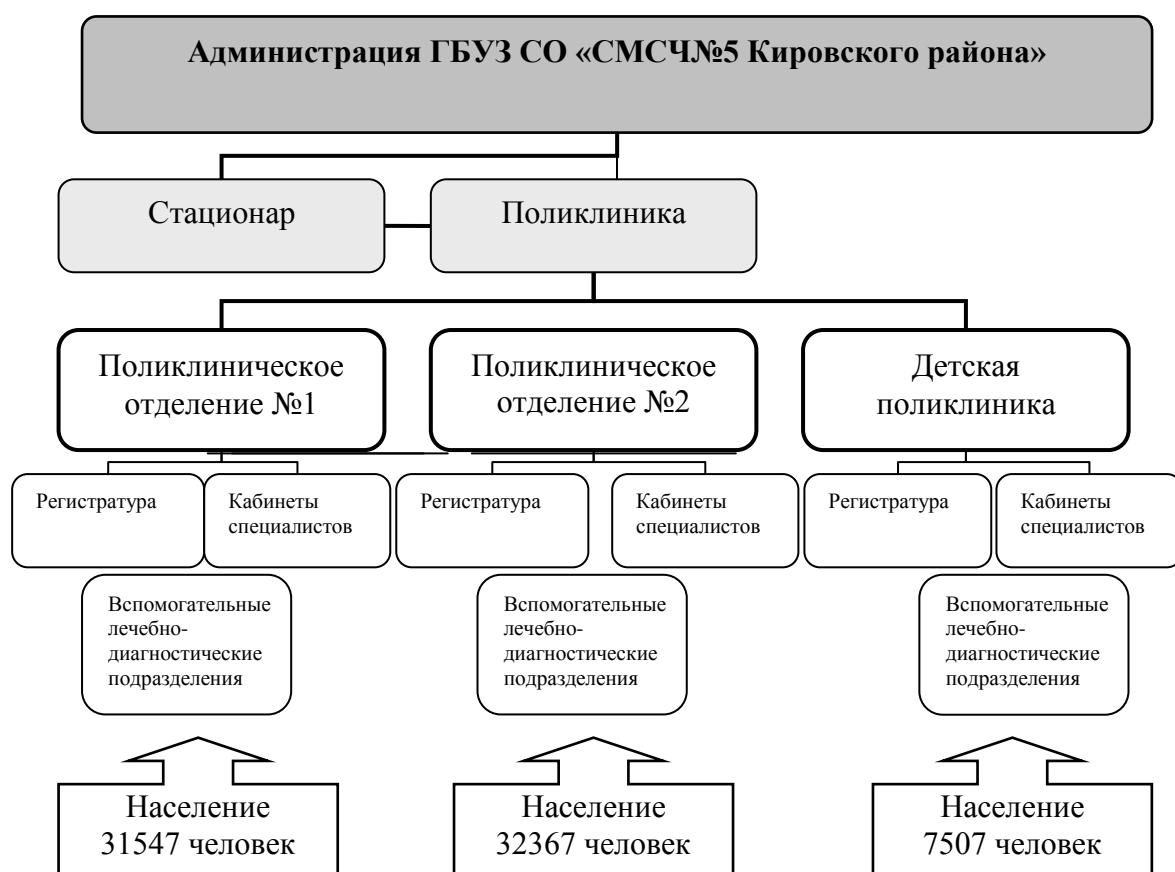 Администрация ГБУЗ СО «СМСЧ№5 Кировского района»
Стационар
Поликлиника
Поликлиническое
отделение №1
Поликлиническое
отделение №2
Детская
поликлиника
Регистратура
Кабинеты
специалистов
Регистратура
Кабинеты
специалистов
Регистратура
Кабинеты
специалистов
Вспомогательные
лечебно-
диагностические
подразделения
Вспомогательные
лечебно-
диагностические
подразделения
Вспомогательные
лечебно-
диагностические
подразделения
Население
31547 человек
Население
32367 человек
Население
7507 человек